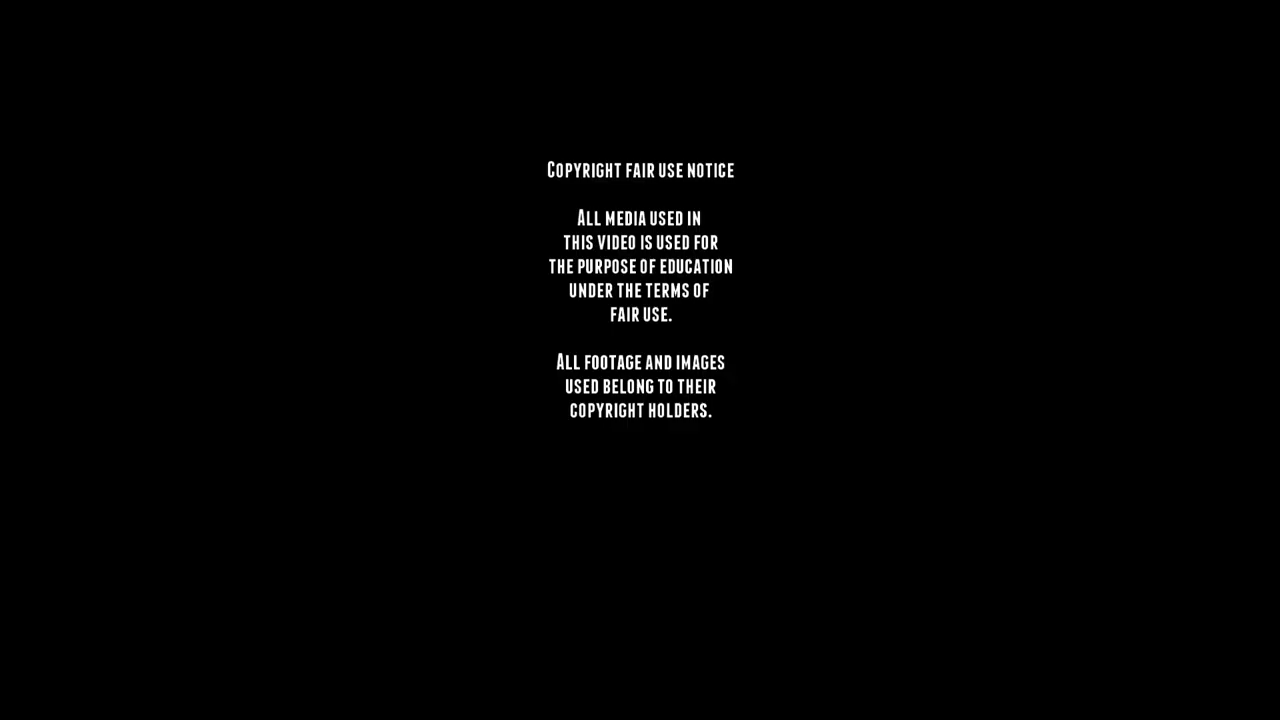 Copyright fair use notice
All media used in
this video is used for
the purpose of education
under the terms of
fair use.
All footage and images
used belong to their
copyright holders.